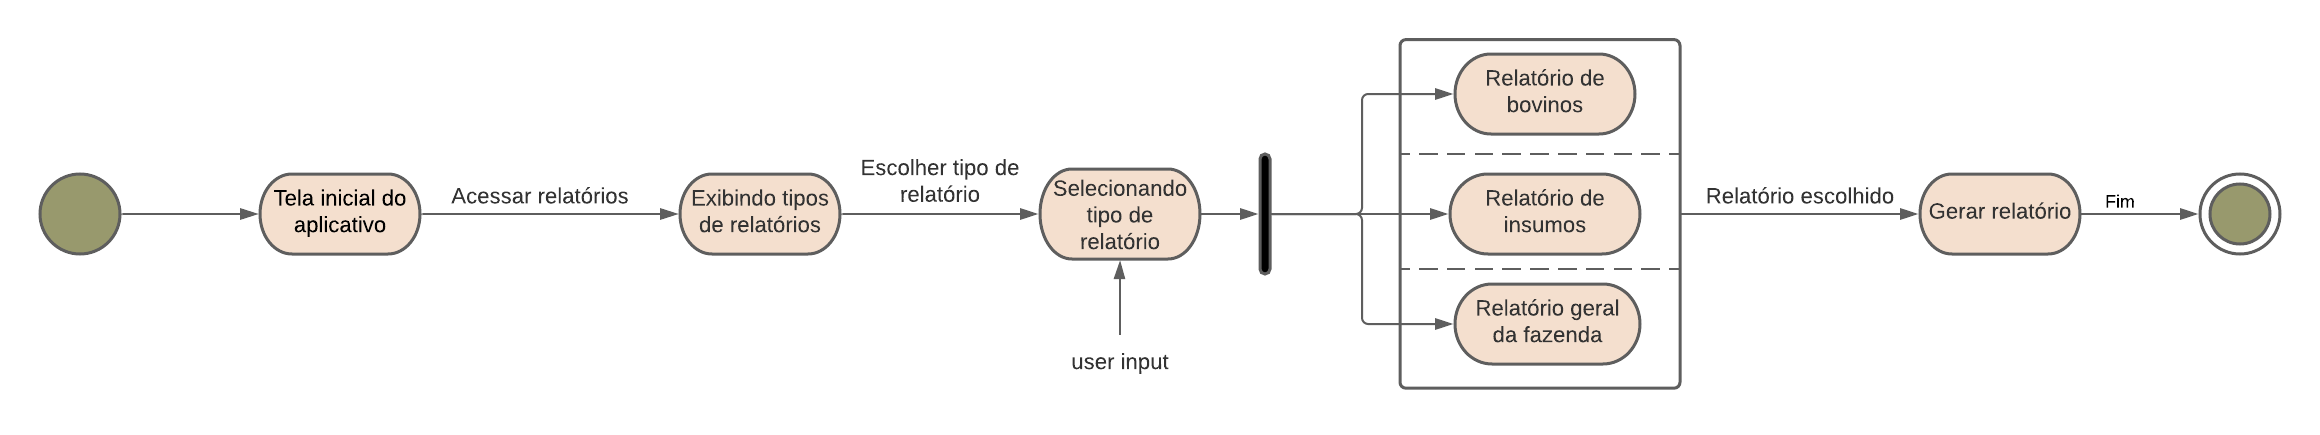 Tela inicial do
aplicativo
Acessar relatórios
Exibindo tipos
de relatórios
Escolher tipo de
relatório
Selecionando
tipo de
relatório
user input
Relatório de
bovinos
Relatório de
insumos
Relatório geral
da fazenda
Relatório escolhido
Gerar relatório
Fim